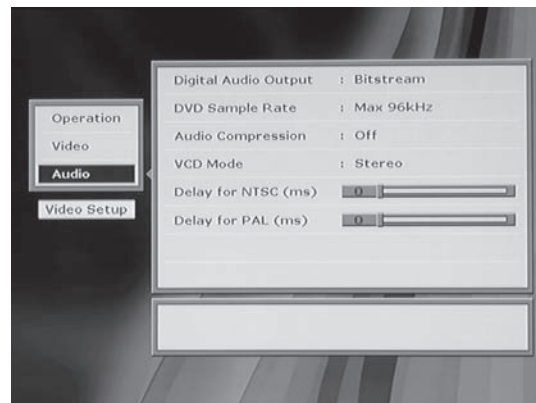 Operation
Video
Audio
Video Setup
Digital Audio Output : Bitstream
DVD Sample Rate : Max 96kHz
Audio Compression : Off
VCD Mode : Stereo
Delay for NTSC (ms) 0
Delay for PAL (ms) 0